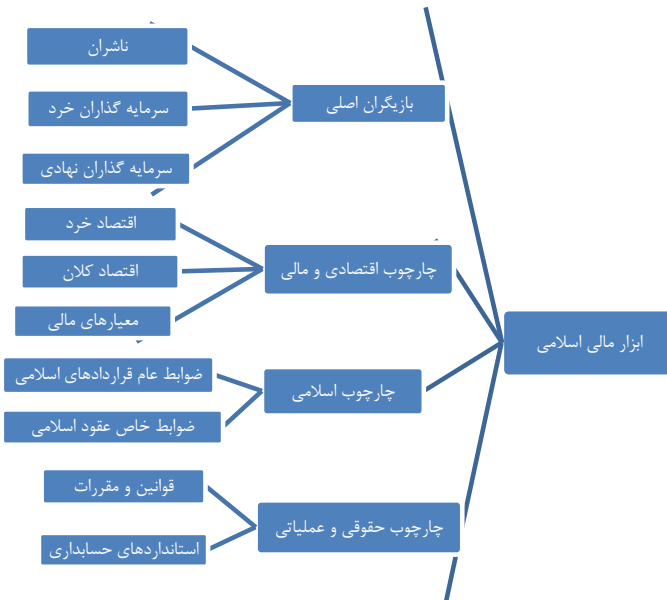 ابزار مالی اسلامی
بازیگران اصلی
ناشران
سرمایه گذاران خرد
سرمایه گذاران نهادی
چارچوب اقتصادی و مالی
اقتصاد خرد
اقتصاد کلان
معیارهای مالی
چارچوب اسلامی
ضوابط عام قراردادهای اسلامی
ضوابط خاص عقود اسلامی
چارچوب حقوقی و عملیاتی
قوانین و مقررات
استانداردهای حسابداری